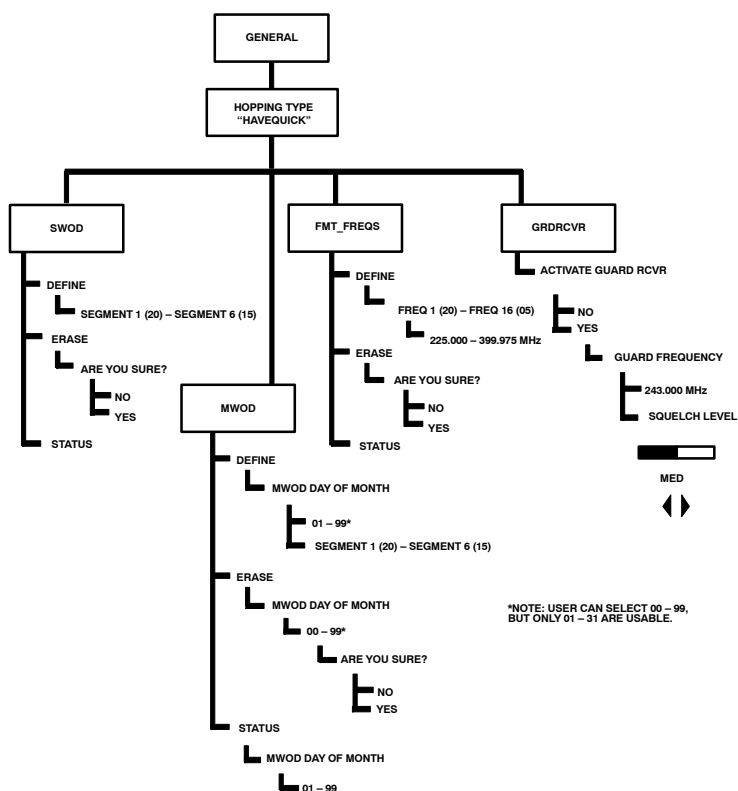 GENERAL
HOPPING TYPE
“HAVEQUICK”
SWOD
DEFINE
SEGMENT 1 (20) – SEGMENT 6 (15)
ERASE
ARE YOU SURE?
NO
YES
STATUS
MWOD
DEFINE
MWOD DAY OF MONTH
01 – 99*
SEGMENT 1 (20) – SEGMENT 6 (15)
ERASE
MWOD DAY OF MONTH
00 – 99*
ARE YOU SURE?
NO
YES
STATUS
MWOD DAY OF MONTH
01 – 99
FMT_FREQS
DEFINE
FREQ 1 (20) – FREQ 16 (05)
225.000 – 399.975 MHz
ERASE
ARE YOU SURE?
NO
YES
STATUS
GRDRCVR
ACTIVATE GUARD RCVR
NO
YES
GUARD FREQUENCY
243.000 MHz
SQUELCH LEVEL
MED
*NOTE: USER CAN SELECT 00 – 99,
BUT ONLY 01 – 31 ARE USABLE.